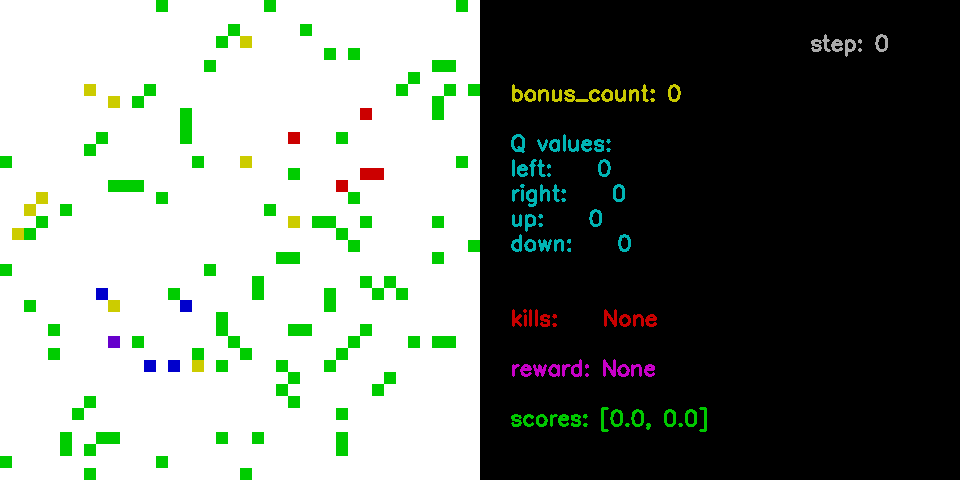 step: 0
bonus_count: 0
Q values:
left: 0
right: 0
up: 0
down: 0
kills: None
reward: None
scores: [0.0, 0.0]